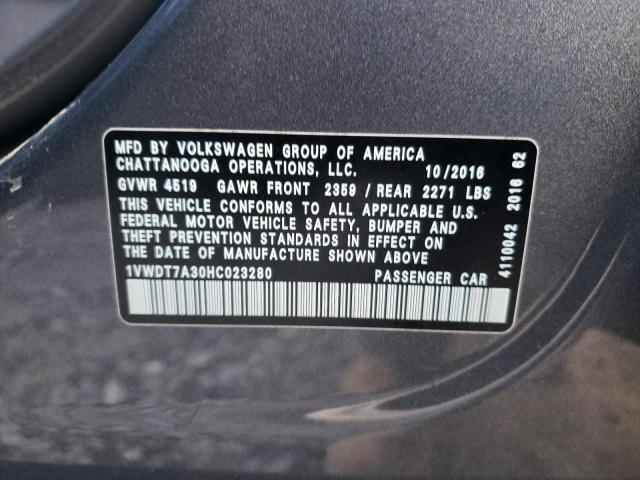 MFD BY VOLKSWAGEN GROUP OF AMERICA
CHATTANOOGA OPERATIONS, LLC. 10/2016
GVWR 4519 GAWR FRONT 2359 / REAR 2271 LBS
THIS VEHICLE CONFORMS TO ALL APPLICABLE U.S.
FEDERAL MOTOR VEHICLE SAFETY, BUMPER AND
THEFT PREVENTION STANDARDS IN EFFECT ON
THE DATE OF MANUFACTURE SHOWN ABOVE
1VWDT7A30HC023280 PASSENGER CAR
4110042 2016 62